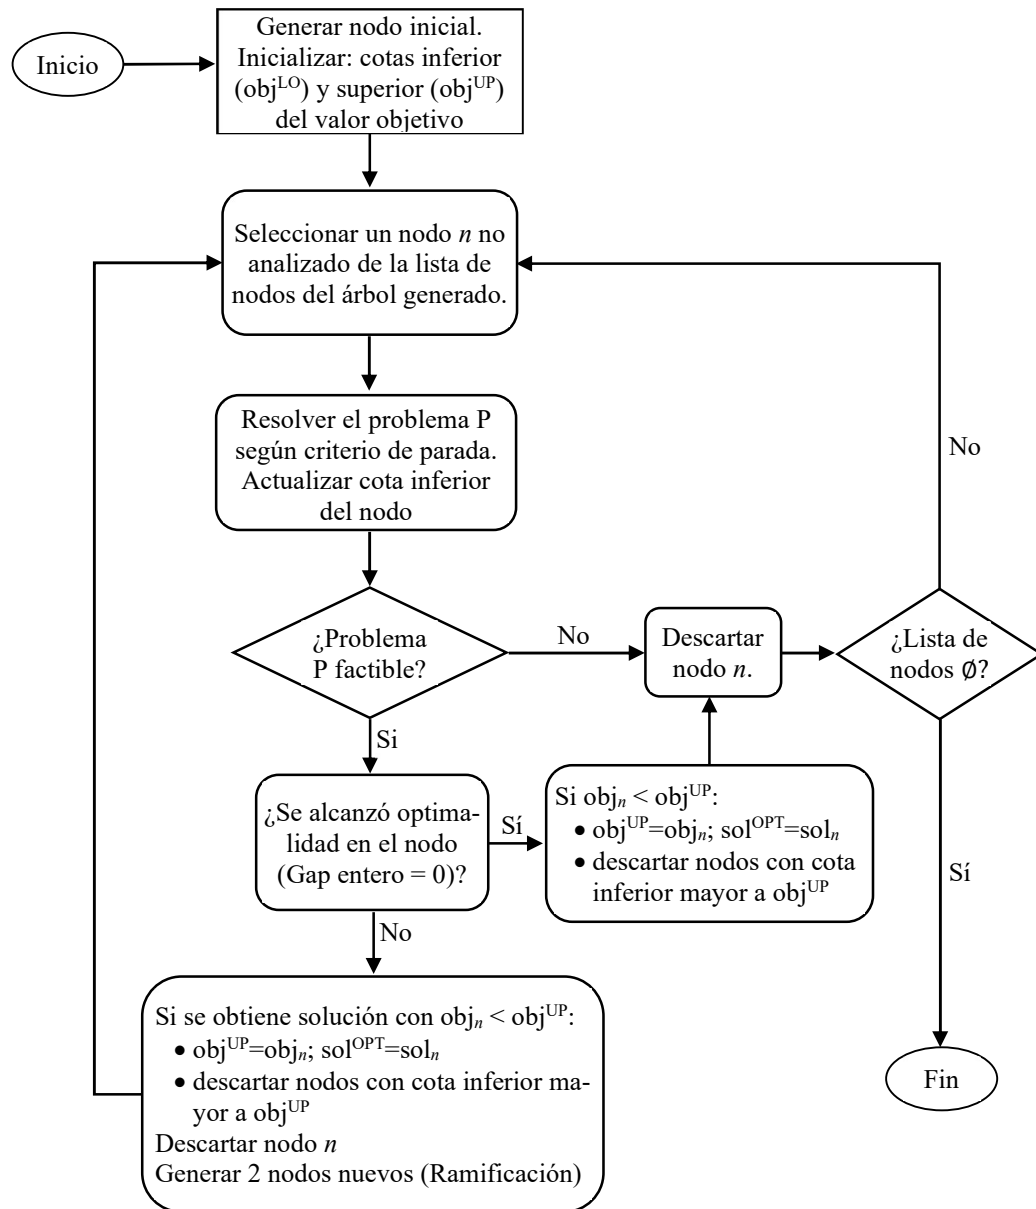 Inicio
Generar nodo inicial.
Inicializar: cotas inferior
(obj^LO) y superior (obj^UP)
del valor objetivo
Seleccionar un nodo n no
analizado de la lista de
nodos del árbol generado.
Resolver el problema P
según criterio de parada.
Actualizar cota inferior
del nodo
No
¿Problema
P factible?
No
Descartar
nodo n.
¿Lista de
nodos ∅?
Si
¿Se alcanzó optima-
lidad en el nodo
(Gap entero = 0)?
Sí
Si obj_n < obj^UP:
• obj^UP=obj_n; sol^OPT=sol_n
• descartar nodos con cota
inferior mayor a obj^UP
Sí
No
Si se obtiene solución con obj_n < obj^UP:
• obj^UP=obj_n; sol^OPT=sol_n
• descartar nodos con cota inferior ma-
yor a obj^UP
Descartar nodo n
Generar 2 nodos nuevos (Ramificación)
Fin